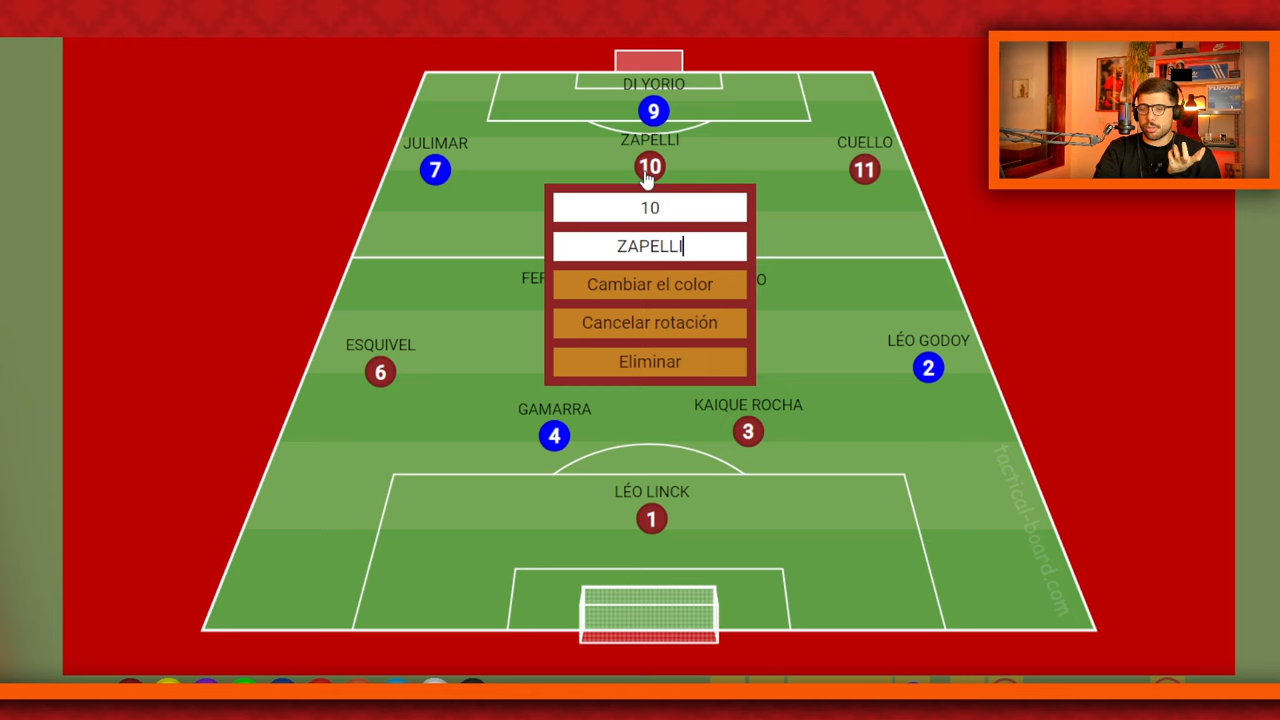 DI YORIO
9
JULIMAR
7
ZAPELLI
10
CUELLO
11
10
ZAPELLI
Cambiar el color
Cancelar rotación
Eliminar
FER
O
ESQUIVEL
6
LÉO GODOY
2
GAMARRA
4
KAIQUE ROCHA
3
LÉO LINCK
1
tactical-board.com